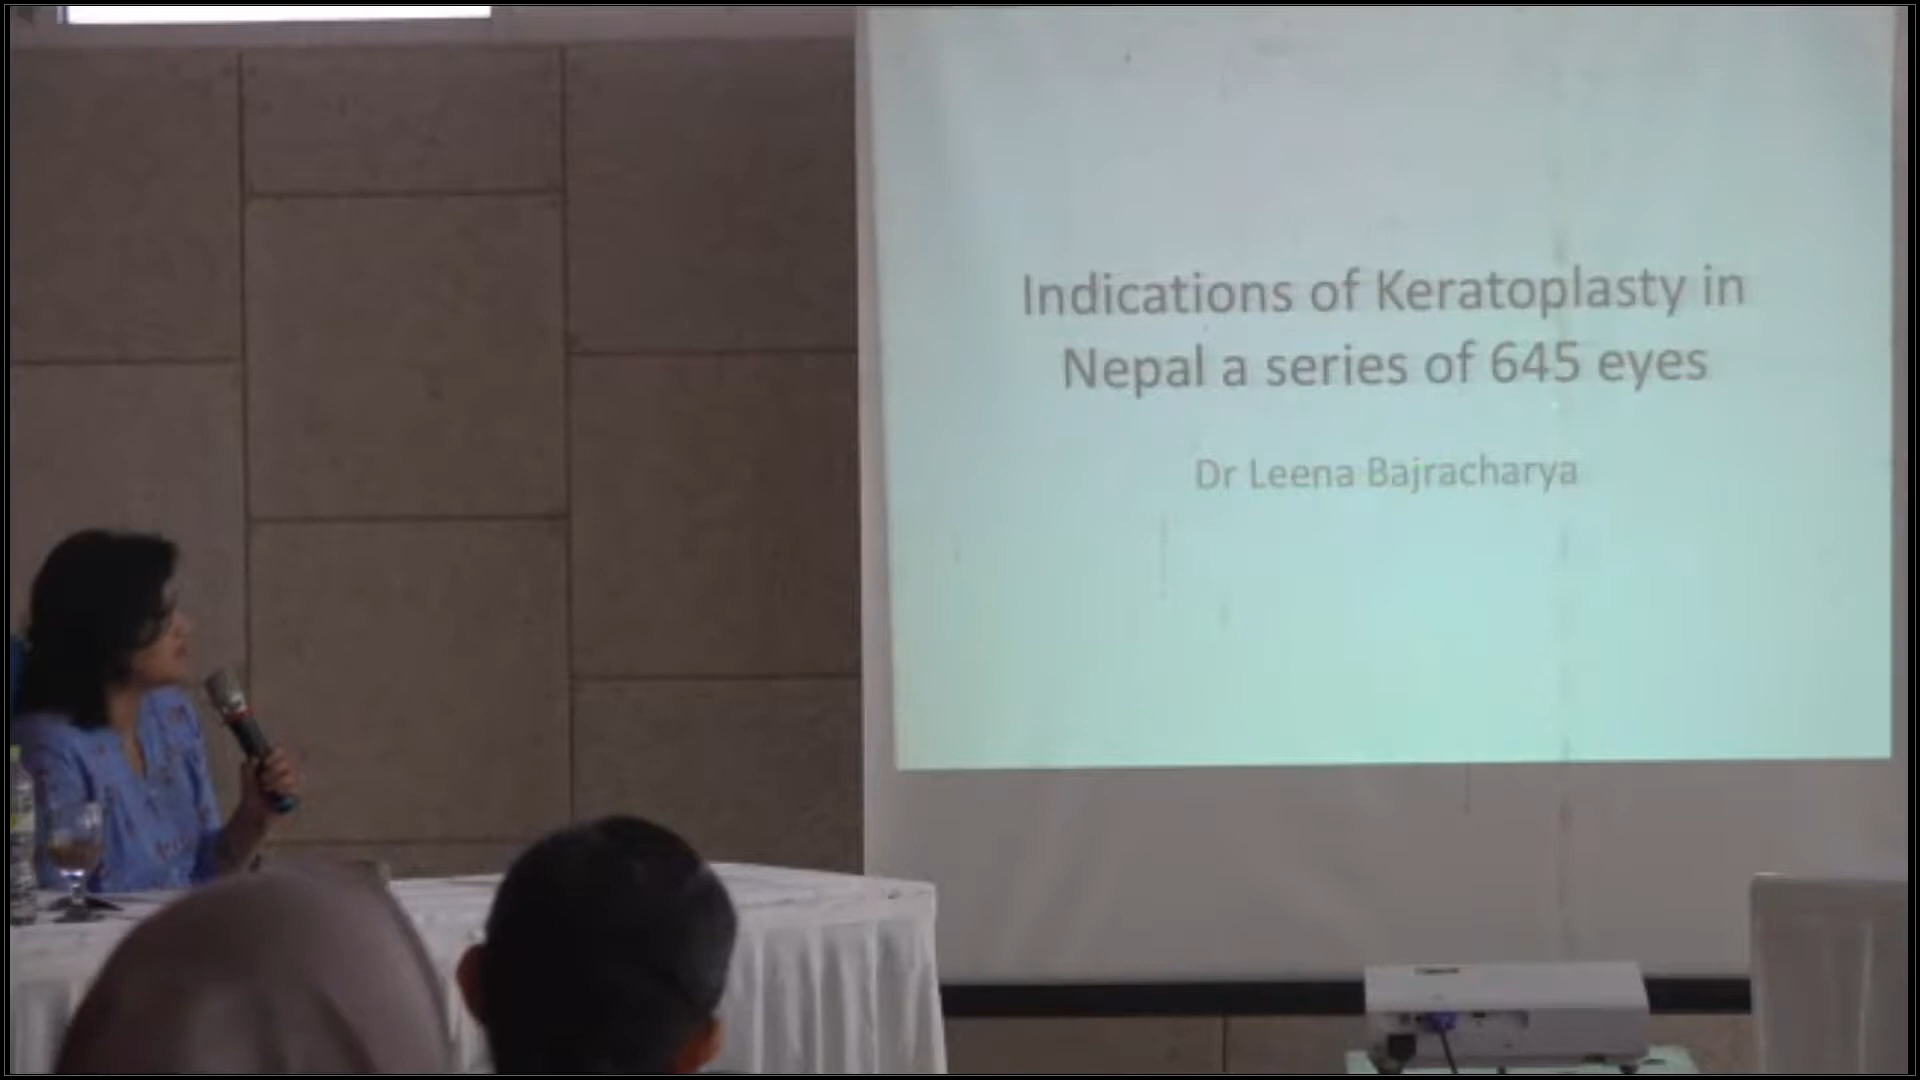 Indications of Keratoplasty in
Nepal a series of 645 eyes
Dr Leena Bajracharya